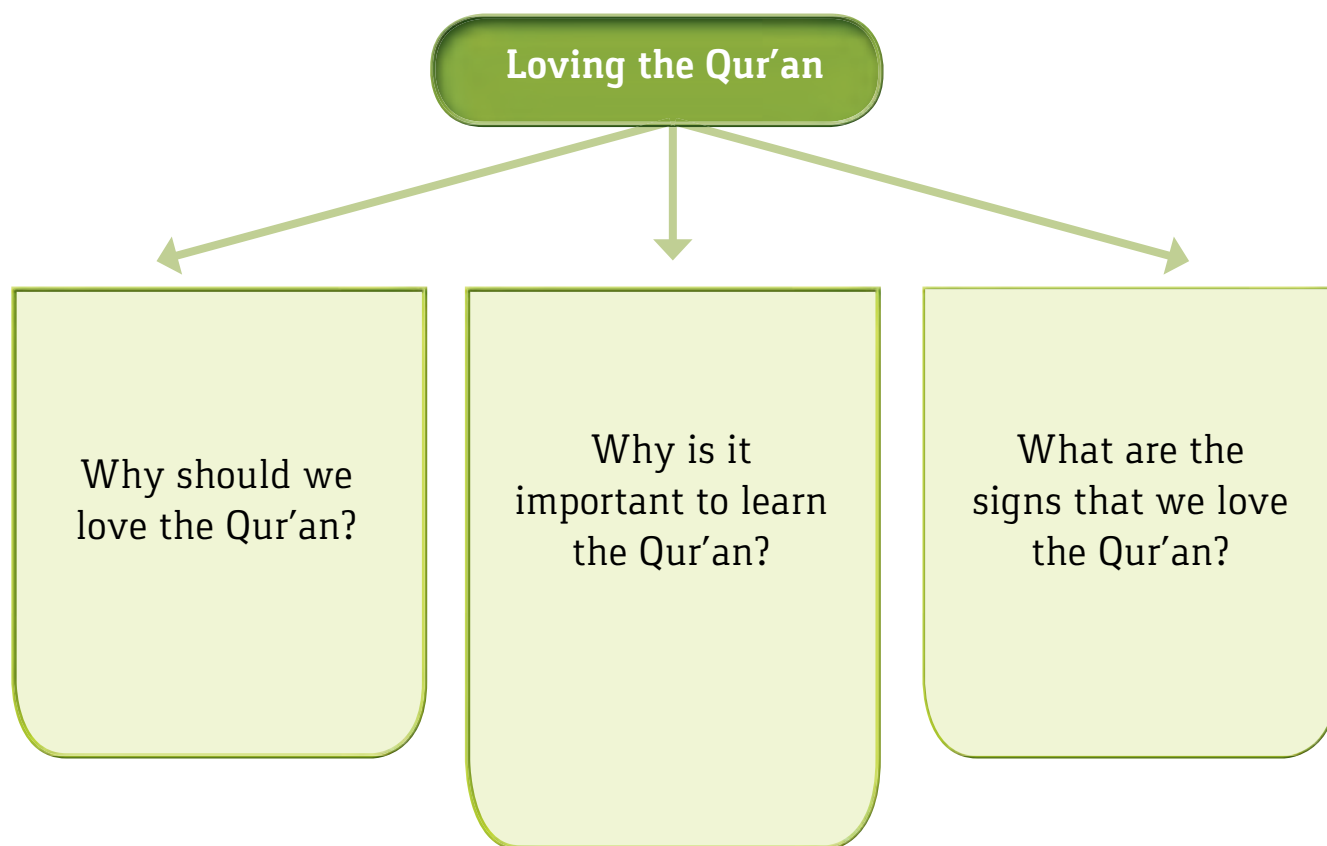 Loving the Qur′an
Why should we
love the Qur′an?
Why is it
important to learn
the Qur′an?
What are the
signs that we love
the Qur′an?